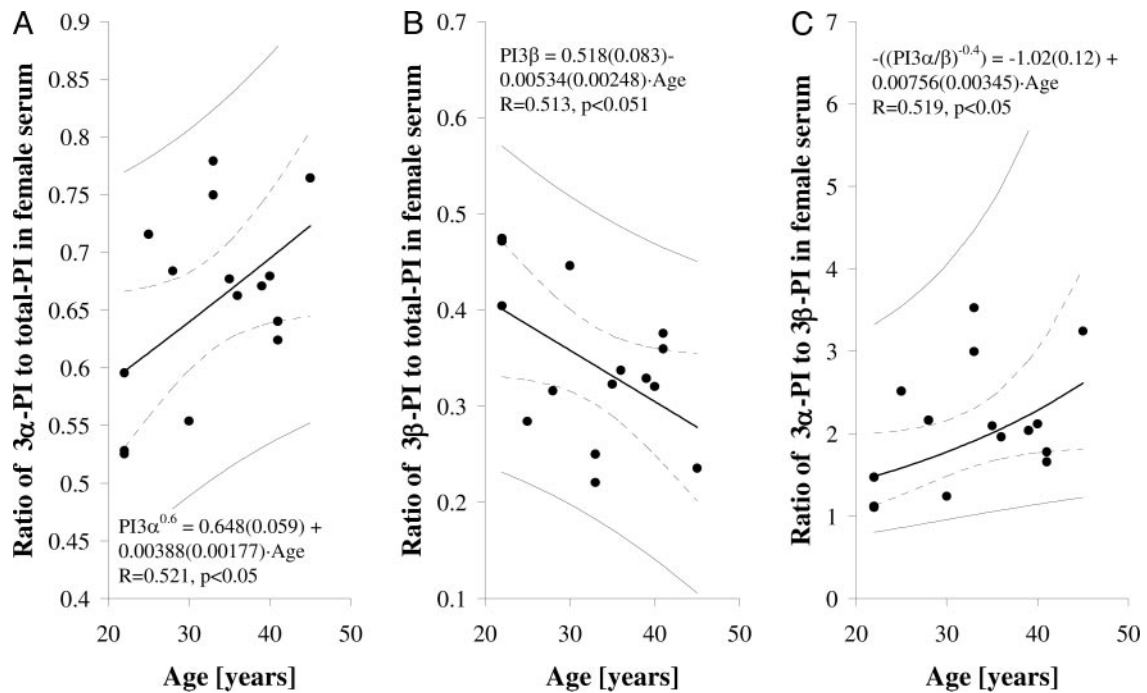 A
Ratio of 3α-PI to total-PI in female serum
0.9
0.85
0.8
0.75
0.7
0.65
0.6
0.55
0.5
0.45
0.4
PI3α^0.6 = 0.648(0.059) +
0.00388(0.00177)·Age
R=0.521, p<0.05
20 30 40 50
Age [years]
B
Ratio of 3β-PI to total-PI in female serum
0.7
0.6
0.5
0.4
0.3
0.2
0.1
PI3β = 0.518(0.083)-
0.00534(0.00248)·Age
R=0.513, p<0.051
20 30 40 50
Age [years]
C
Ratio of 3α-PI to 3β-PI in female serum
7
6
5
4
3
2
1
0
-((PI3α/β)^-0.4) = -1.02(0.12) +
0.00756(0.00345)·Age
R=0.519, p<0.05
20 30 40 50
Age [years]